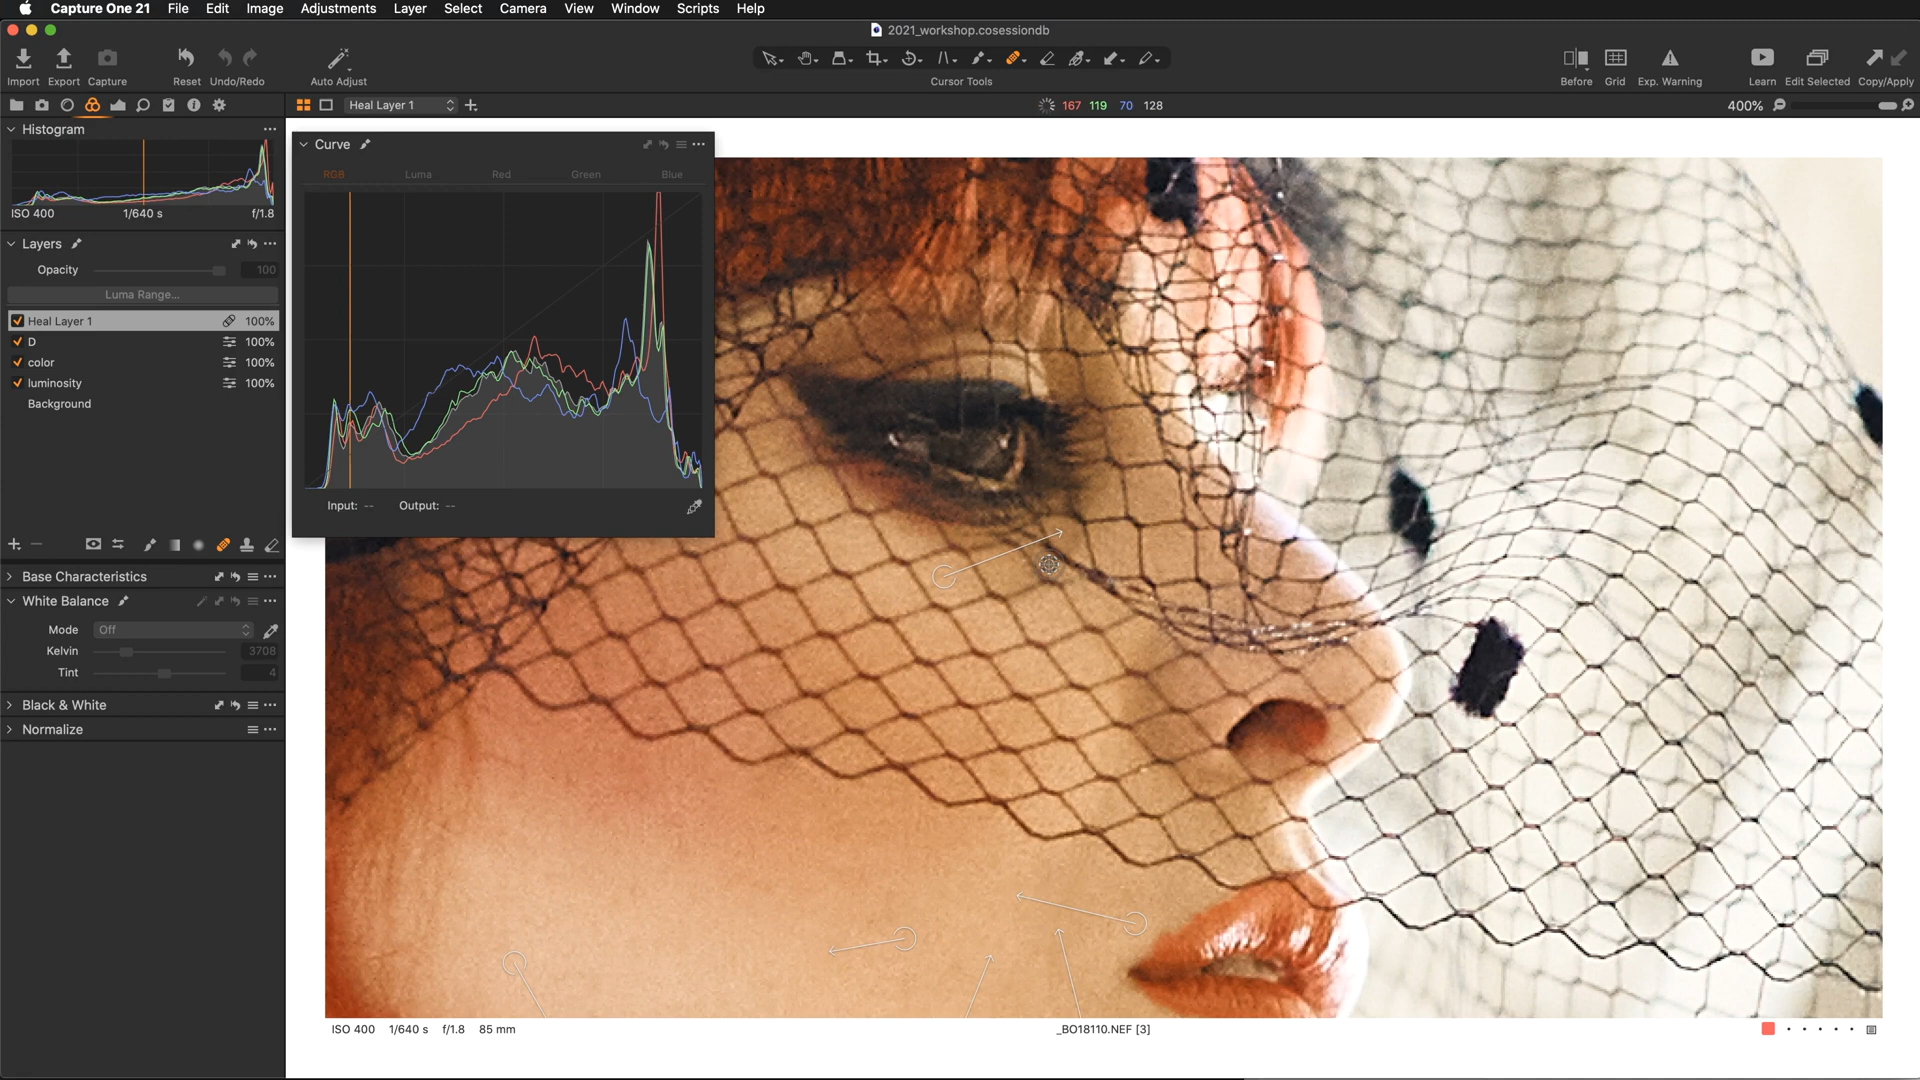 Capture One 21 File Edit Image Adjustments Layer Select Camera View Window Scripts Help
2021_workshop.cosessiondb
Import Export Capture Reset Undo/Redo Auto Adjust Cursor Tools Before Grid Exp. Warning Learn Edit Selected Copy/Apply
Heal Layer 1 167 119 70 128 400%
Histogram
ISO 400 1/640 s f/1.8
Layers
Opacity 100
Luma Range...
Heal Layer 1 100%
D 100%
color 100%
luminosity 100%
Background
Base Characteristics
White Balance
Mode Off
Kelvin 3708
Tint 4
Black & White
Normalize
Curve
RGB Luma Red Green Blue
Input: -- Output: --
ISO 400 1/640 s f/1.8 85 mm _BO18110.NEF [3]